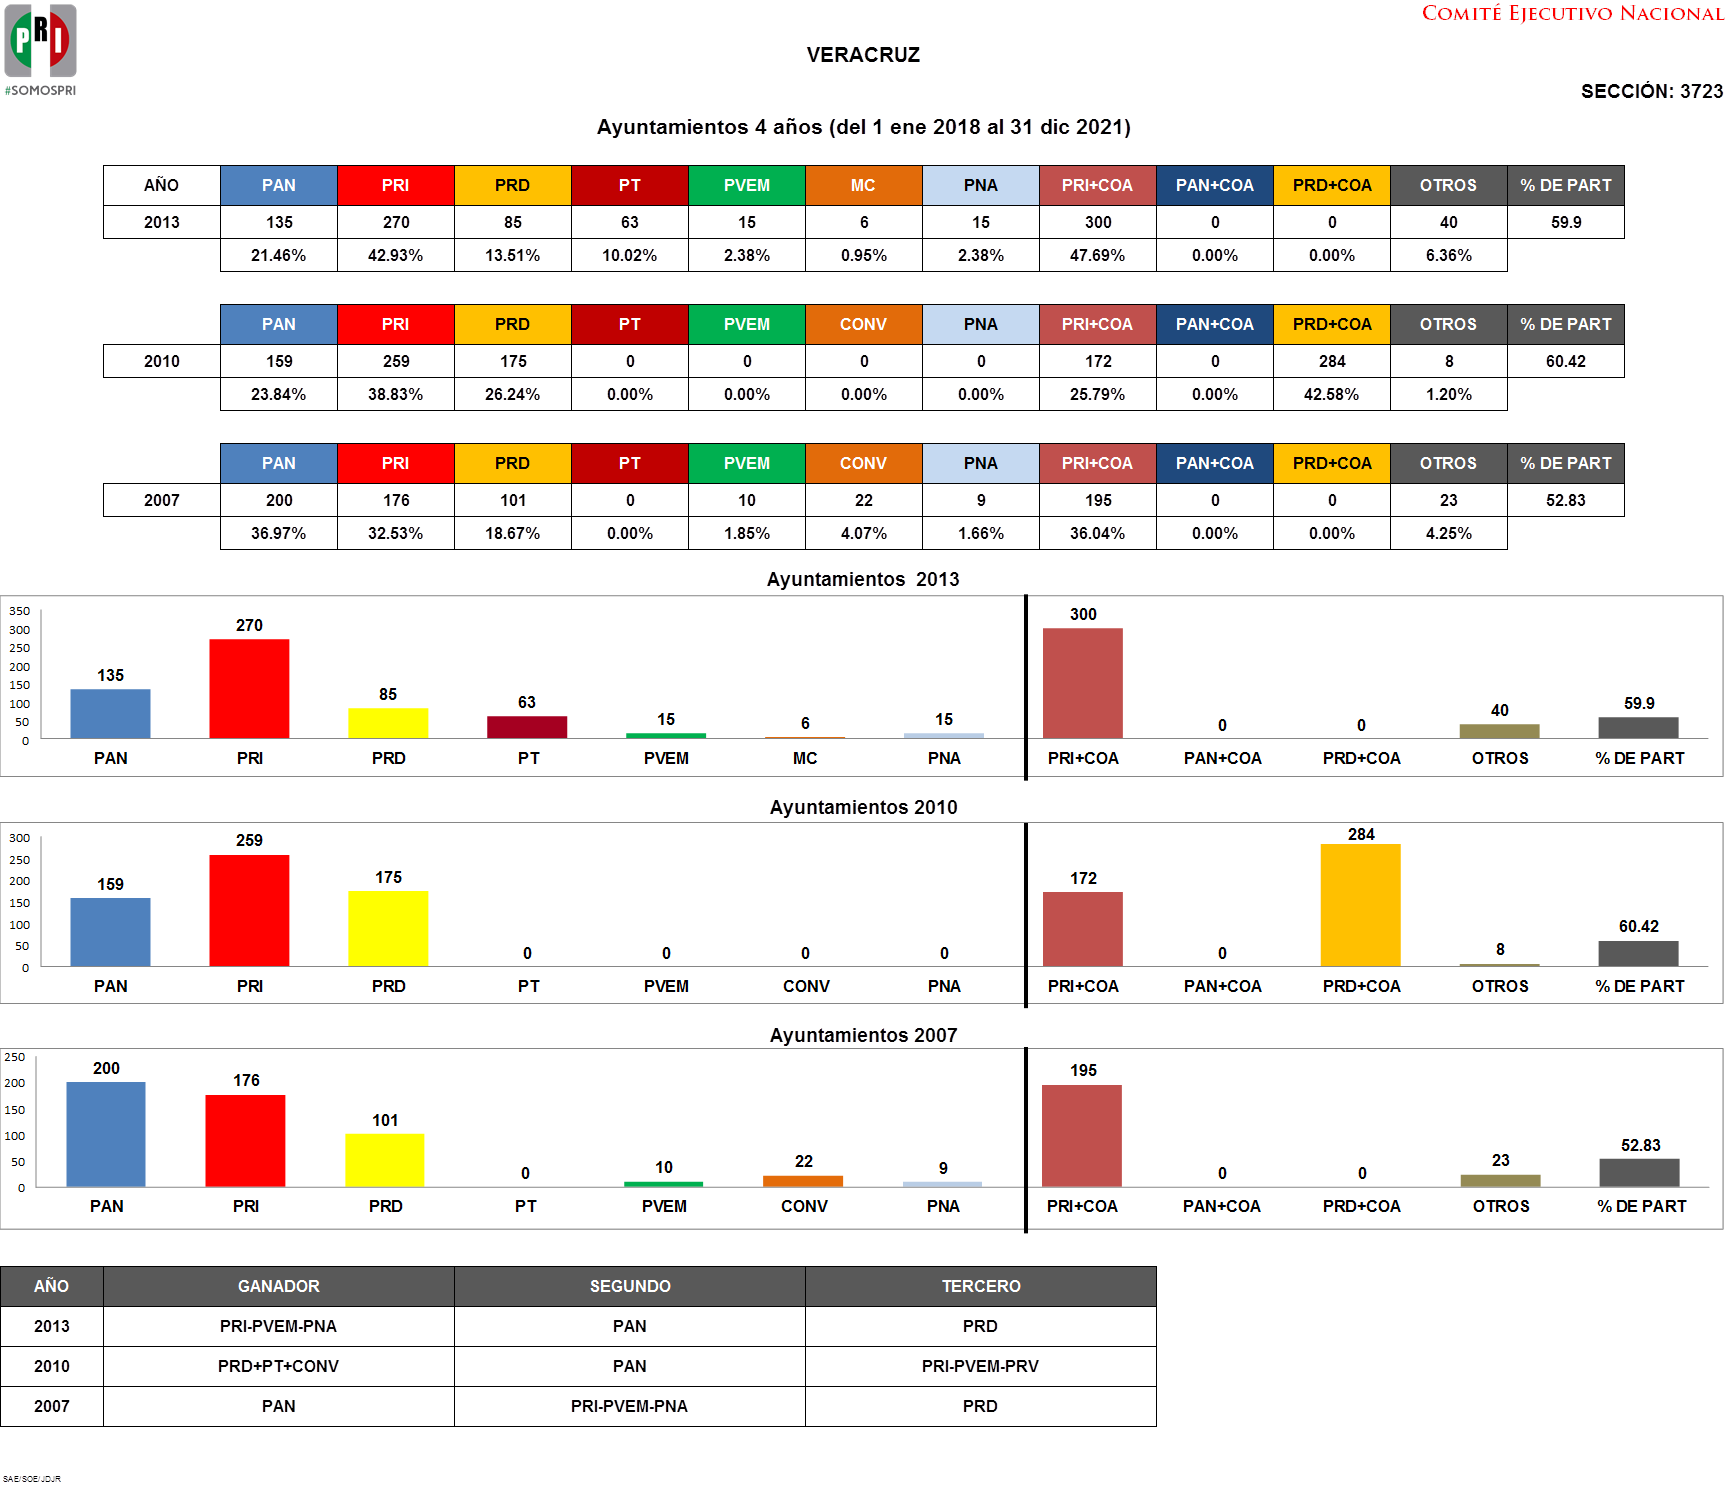 PRI
#SOMOSPRI
COMITÉ EJECUTIVO NACIONAL
VERACRUZ
SECCIÓN: 3723
Ayuntamientos 4 años (del 1 ene 2018 al 31 dic 2021)
AÑO PAN PRI PRD PT PVEM MC PNA PRI+COA PAN+COA PRD+COA OTROS % DE PART
2013 135 270 85 63 15 6 15 300 0 0 40 59.9
21.46% 42.93% 13.51% 10.02% 2.38% 0.95% 2.38% 47.69% 0.00% 0.00% 6.36%
PAN PRI PRD PT PVEM CONV PNA PRI+COA PAN+COA PRD+COA OTROS % DE PART
2010 159 259 175 0 0 0 0 172 0 284 8 60.42
23.84% 38.83% 26.24% 0.00% 0.00% 0.00% 0.00% 25.79% 0.00% 42.58% 1.20%
PAN PRI PRD PT PVEM CONV PNA PRI+COA PAN+COA PRD+COA OTROS % DE PART
2007 200 176 101 0 10 22 9 195 0 0 23 52.83
36.97% 32.53% 18.67% 0.00% 1.85% 4.07% 1.66% 36.04% 0.00% 0.00% 4.25%
Ayuntamientos 2013
350
300
250
200
150
100
50
0
135 270 85 63 15 6 15 300 0 0 40 59.9
PAN PRI PRD PT PVEM MC PNA PRI+COA PAN+COA PRD+COA OTROS % DE PART
Ayuntamientos 2010
300
250
200
150
100
50
0
159 259 175 0 0 0 0 172 0 284 8 60.42
PAN PRI PRD PT PVEM CONV PNA PRI+COA PAN+COA PRD+COA OTROS % DE PART
Ayuntamientos 2007
250
200
150
100
50
0
200 176 101 0 10 22 9 195 0 0 23 52.83
PAN PRI PRD PT PVEM CONV PNA PRI+COA PAN+COA PRD+COA OTROS % DE PART
AÑO GANADOR SEGUNDO TERCERO
2013 PRI-PVEM-PNA PAN PRD
2010 PRD+PT+CONV PAN PRI-PVEM-PRV
2007 PAN PRI-PVEM-PNA PRD
SAE/SOE/JDJR